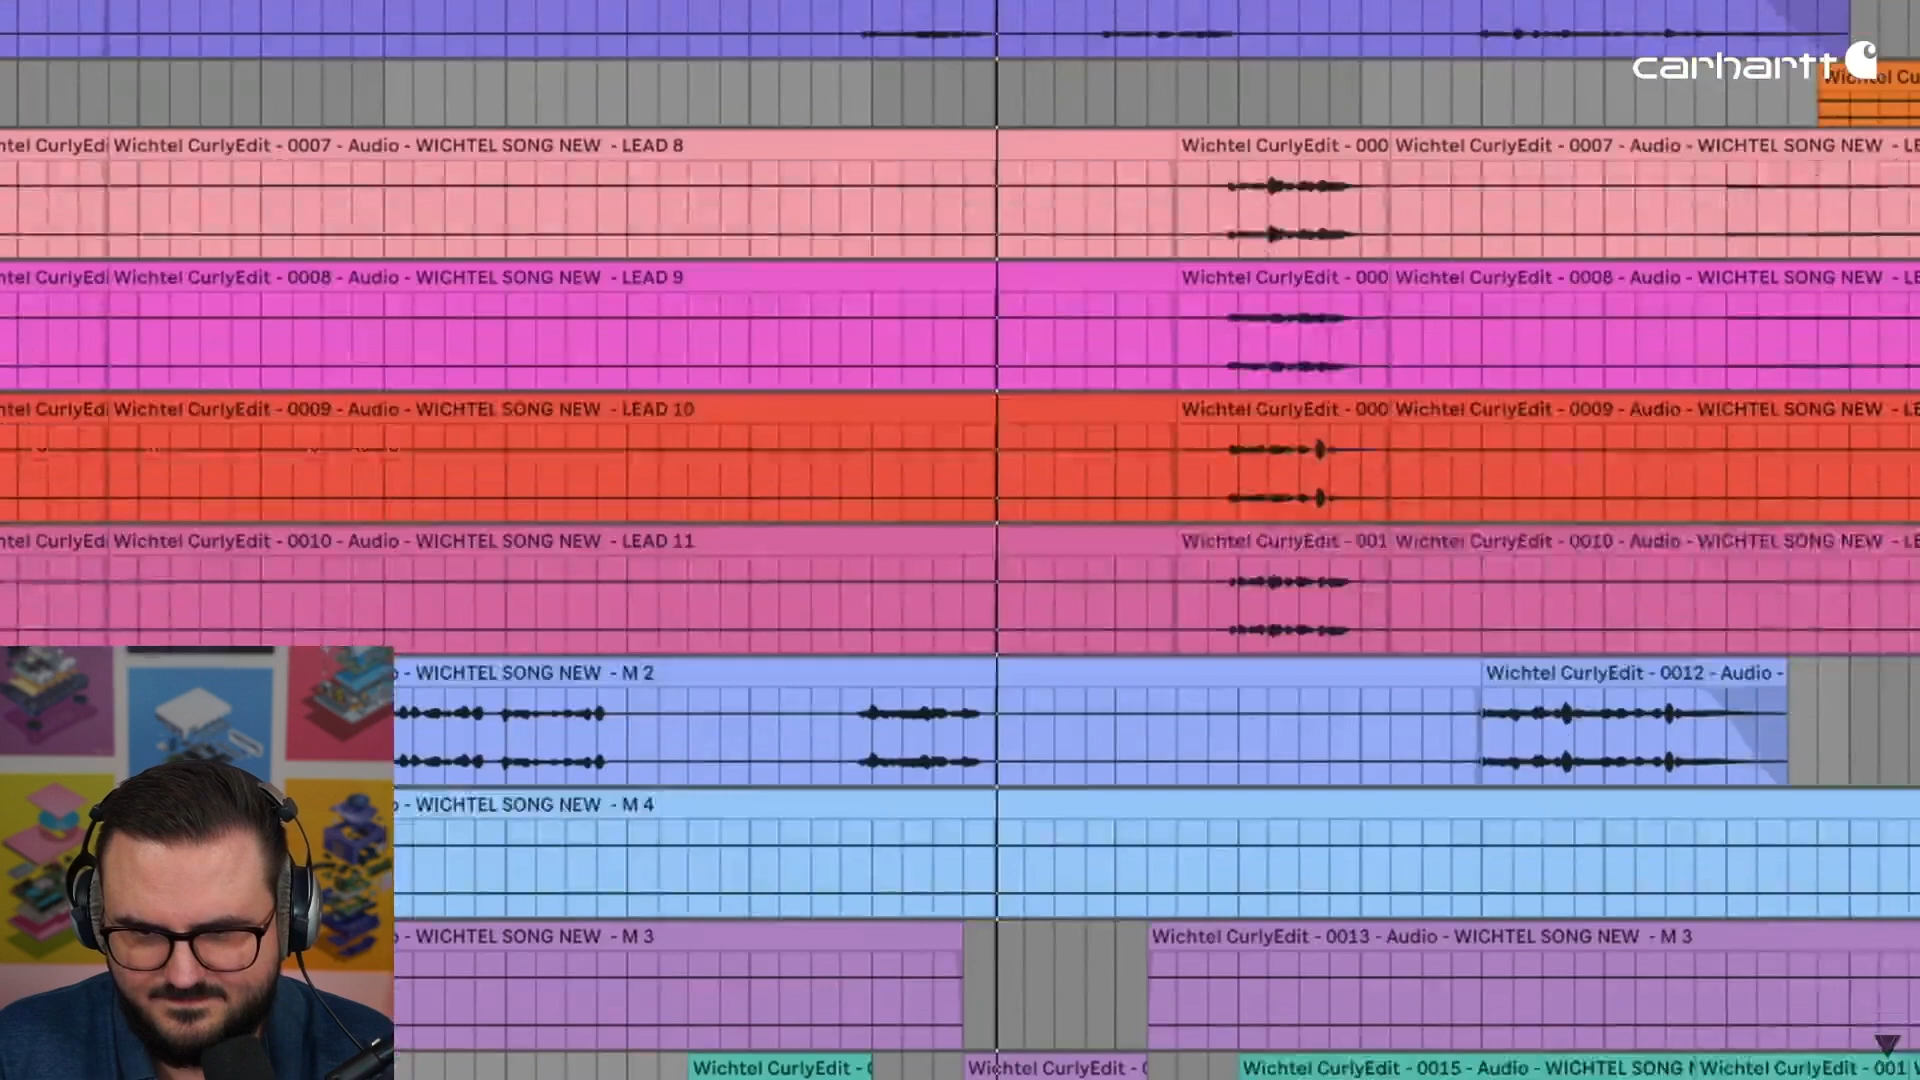 carhartt
Wichtel Cu
ntel CurlyEdi Wichtel CurlyEdit - 0007 - Audio - WICHTEL SONG NEW - LEAD 8 Wichtel CurlyEdit - 000 Wichtel CurlyEdit - 0007 - Audio - WICHTEL SONG NEW - LE
ntel CurlyEdi Wichtel CurlyEdit - 0008 - Audio - WICHTEL SONG NEW - LEAD 9 Wichtel CurlyEdit - 000 Wichtel CurlyEdit - 0008 - Audio - WICHTEL SONG NEW - LE
ntel CurlyEdi Wichtel CurlyEdit - 0009 - Audio - WICHTEL SONG NEW - LEAD 10 Wichtel CurlyEdit - 000 Wichtel CurlyEdit - 0009 - Audio - WICHTEL SONG NEW - LE
ntel CurlyEdi Wichtel CurlyEdit - 0010 - Audio - WICHTEL SONG NEW - LEAD 11 Wichtel CurlyEdit - 001 Wichtel CurlyEdit - 0010 - Audio - WICHTEL SONG NEW - LE
- WICHTEL SONG NEW - M 2 Wichtel CurlyEdit - 0012 - Audio -
- WICHTEL SONG NEW - M 4
- WICHTEL SONG NEW - M 3 Wichtel CurlyEdit - 0013 - Audio - WICHTEL SONG NEW - M 3
Wichtel CurlyEdit - Wichtel CurlyEdit - Wichtel CurlyEdit - 0015 - Audio - WICHTEL SONG Wichtel CurlyEdit - 001